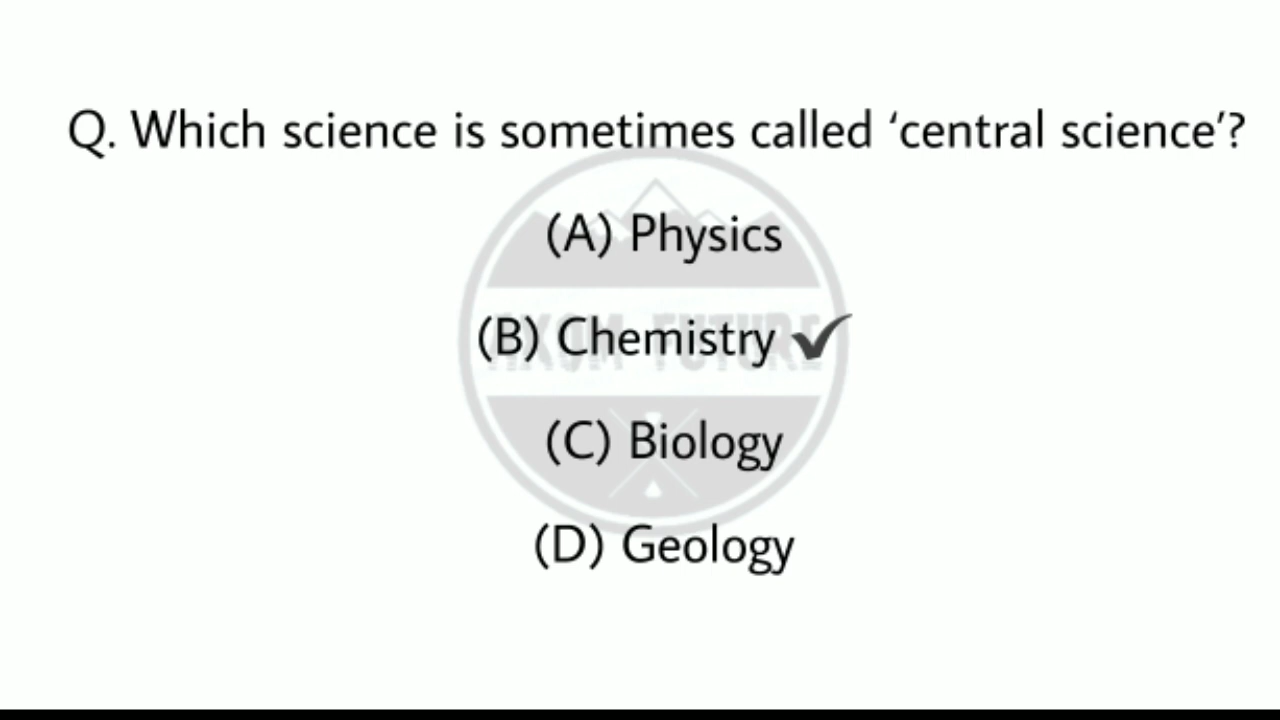 Q. Which science is sometimes called ‘central science’?
(A) Physics
(B) Chemistry ✓
(C) Biology
(D) Geology